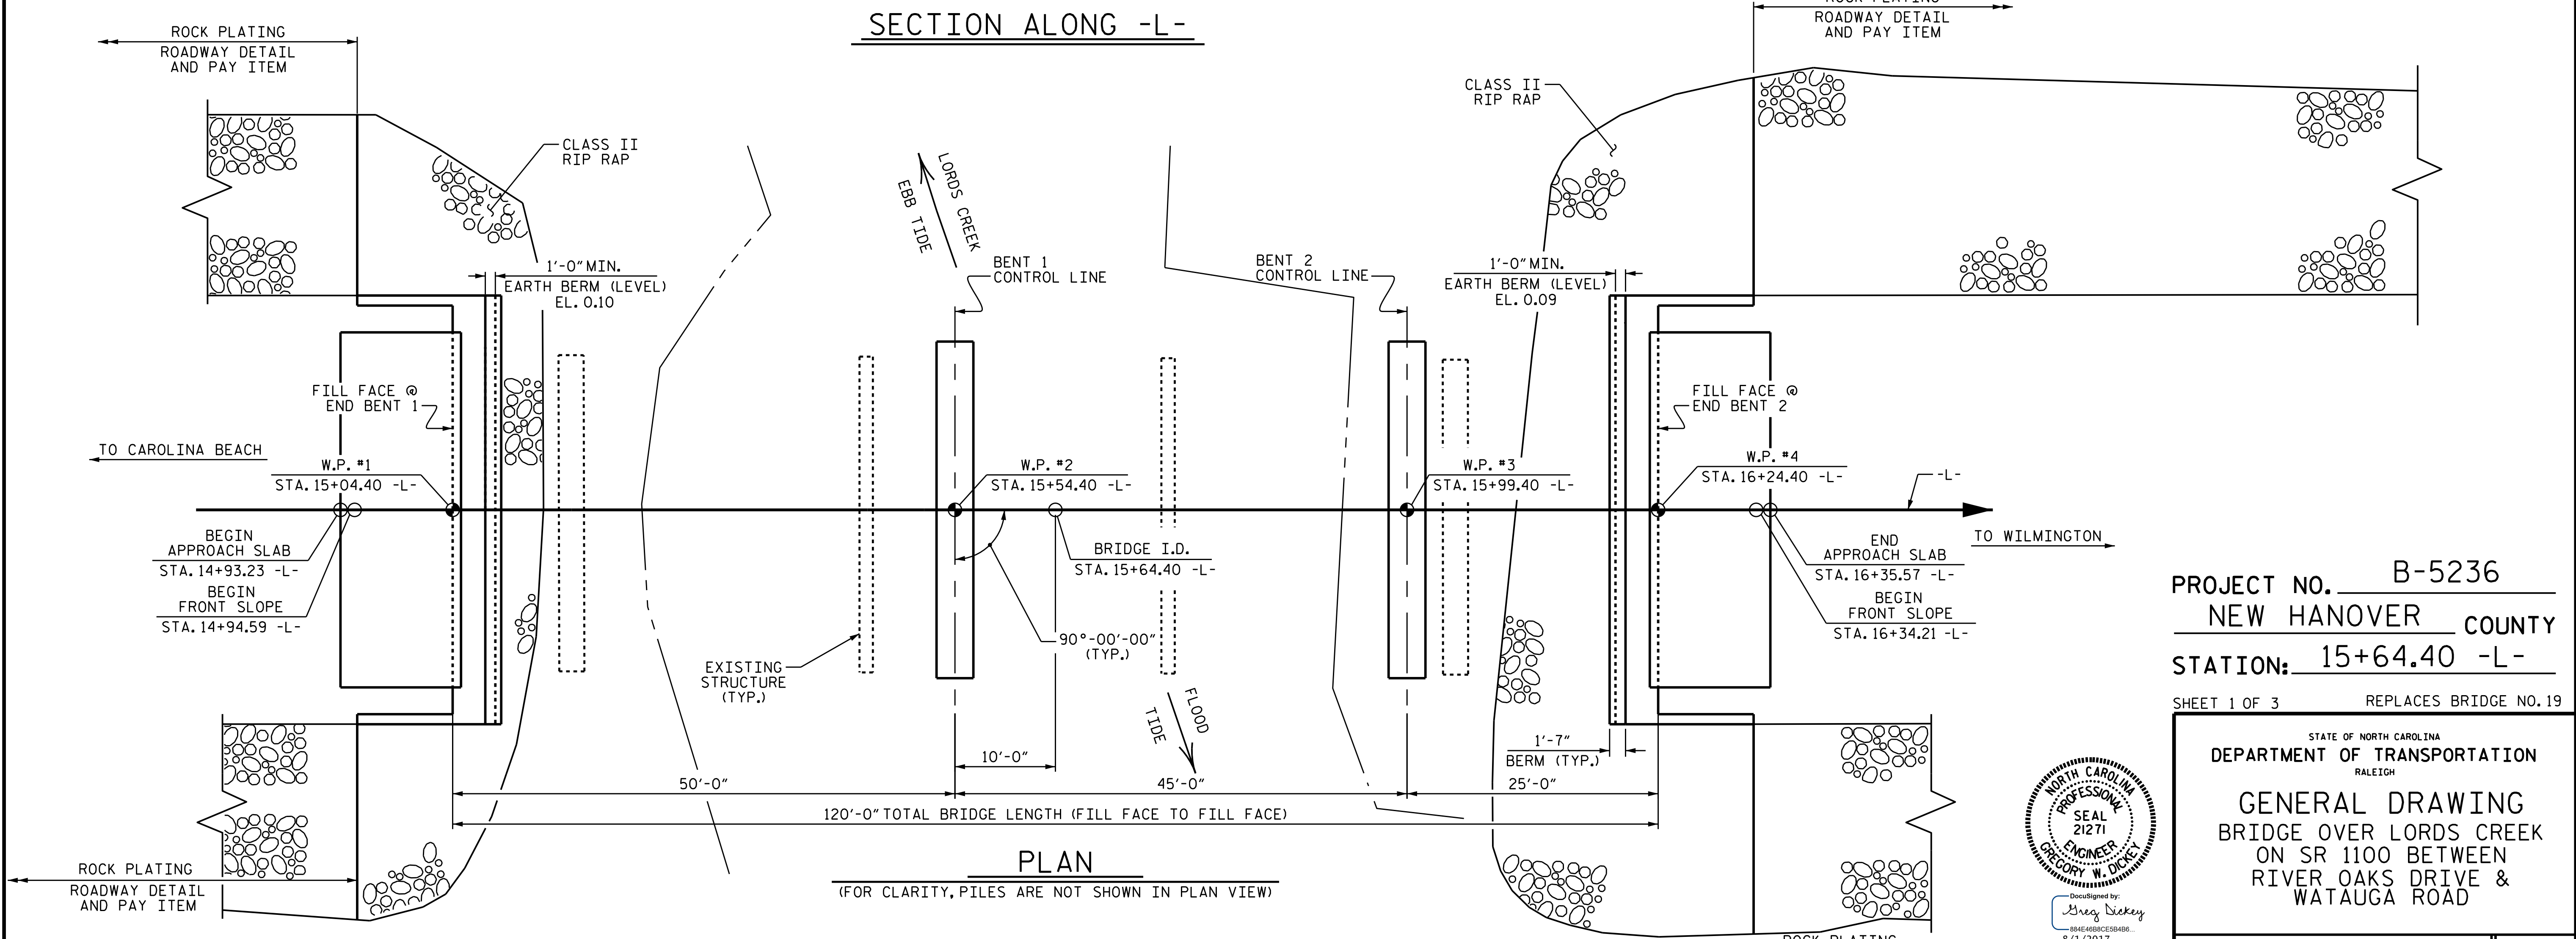 SECTION ALONG -L-
ROCK PLATING
ROADWAY DETAIL
AND PAY ITEM
ROCK PLATING
ROADWAY DETAIL
AND PAY ITEM
CLASS II
RIP RAP
CLASS II
RIP RAP
LORDS CREEK
EBB TIDE
1'-0" MIN.
EARTH BERM (LEVEL)
EL. 0.10
BENT 1
CONTROL LINE
BENT 2
CONTROL LINE
1'-0" MIN.
EARTH BERM (LEVEL)
EL. 0.09
FILL FACE @
END BENT 1
FILL FACE @
END BENT 2
TO CAROLINA BEACH
W.P. #1
STA. 15+04.40 -L-
W.P. #2
STA. 15+54.40 -L-
W.P. #3
STA. 15+99.40 -L-
W.P. #4
STA. 16+24.40 -L-
-L-
BEGIN
APPROACH SLAB
STA. 14+93.23 -L-
BEGIN
FRONT SLOPE
STA. 14+94.59 -L-
BRIDGE I.D.
STA. 15+64.40 -L-
END
APPROACH SLAB
STA. 16+35.57 -L-
BEGIN
FRONT SLOPE
STA. 16+34.21 -L-
TO WILMINGTON
90°-00'-00"
(TYP.)
EXISTING
STRUCTURE
(TYP.)
FLOOD
TIDE
1'-7"
BERM (TYP.)
10'-0"
50'-0"
45'-0"
25'-0"
120'-0" TOTAL BRIDGE LENGTH (FILL FACE TO FILL FACE)
ROCK PLATING
ROADWAY DETAIL
AND PAY ITEM
PLAN
(FOR CLARITY, PILES ARE NOT SHOWN IN PLAN VIEW)
ROCK PLATING
PROJECT NO. B-5236
NEW HANOVER COUNTY
STATION: 15+64.40 -L-
SHEET 1 OF 3 REPLACES BRIDGE NO. 19
STATE OF NORTH CAROLINA
DEPARTMENT OF TRANSPORTATION
RALEIGH
GENERAL DRAWING
BRIDGE OVER LORDS CREEK
ON SR 1100 BETWEEN
RIVER OAKS DRIVE &
WATAUGA ROAD
NORTH CAROLINA
PROFESSIONAL
SEAL
21271
ENGINEER
GREGORY W. DICKEY
DocuSigned by:
Greg Dickey
884E46B8CE5B4B6...
8/1/2017